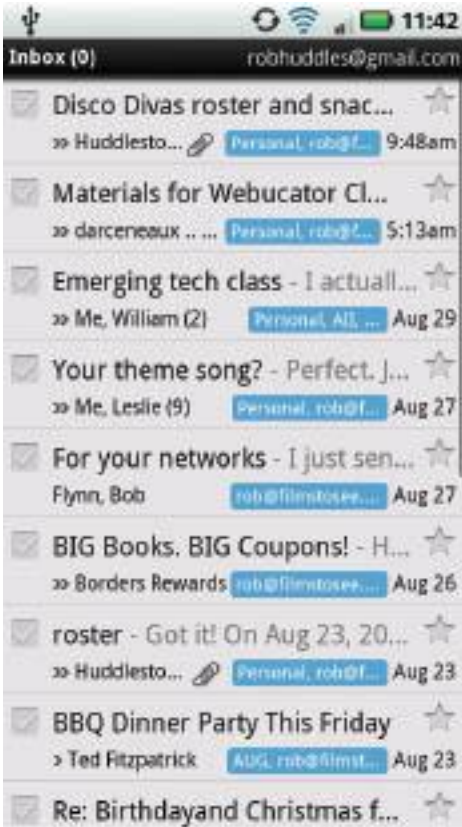 11:42
Inbox (0) robhuddles@gmail.com
Disco Divas roster and snac...
» Huddlesto... Personal, rob@f... 9:48am
Materials for Webucator Cl...
» darceneaux .. ... Personal, rob@f... 5:13am
Emerging tech class - I actuall...
» Me, William (2) Personal, All, ... Aug 29
Your theme song? - Perfect. J...
» Me, Leslie (9) Personal, rob@f... Aug 27
For your networks - I just sen...
Flynn, Bob rob@filmstosee.... Aug 27
BIG Books. BIG Coupons! - H...
» Borders Rewards rob@filmstosee.... Aug 26
roster - Got it! On Aug 23, 20...
» Huddlesto... Personal, rob@f... Aug 23
BBQ Dinner Party This Friday
› Ted Fitzpatrick AUG, rob@filmst... Aug 23
Re: Birthdayand Christmas f...